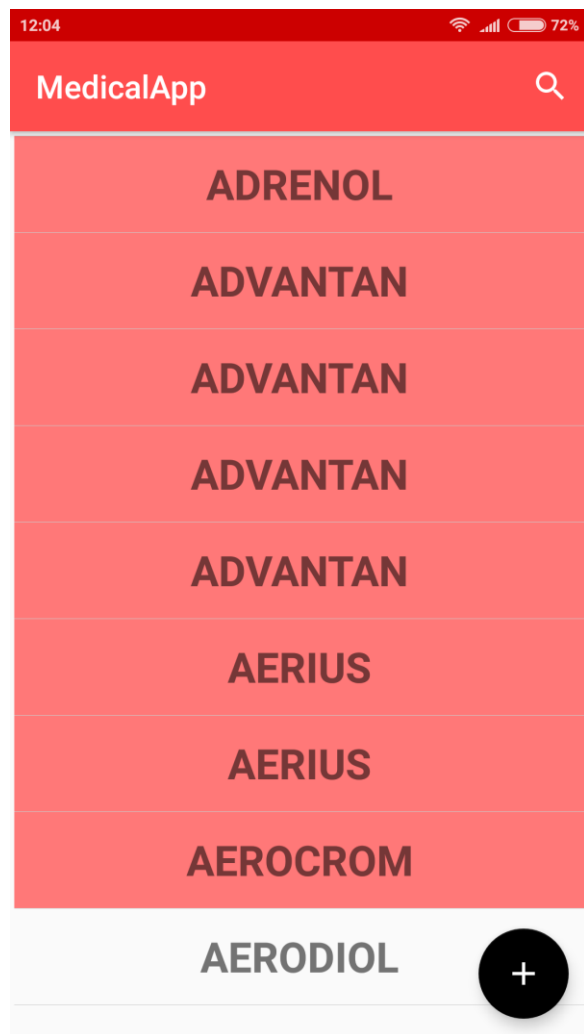 12:04 72%
MedicalApp
ADRENOL
ADVANTAN
ADVANTAN
ADVANTAN
ADVANTAN
AERIUS
AERIUS
AEROCROM
AERODIOL
+